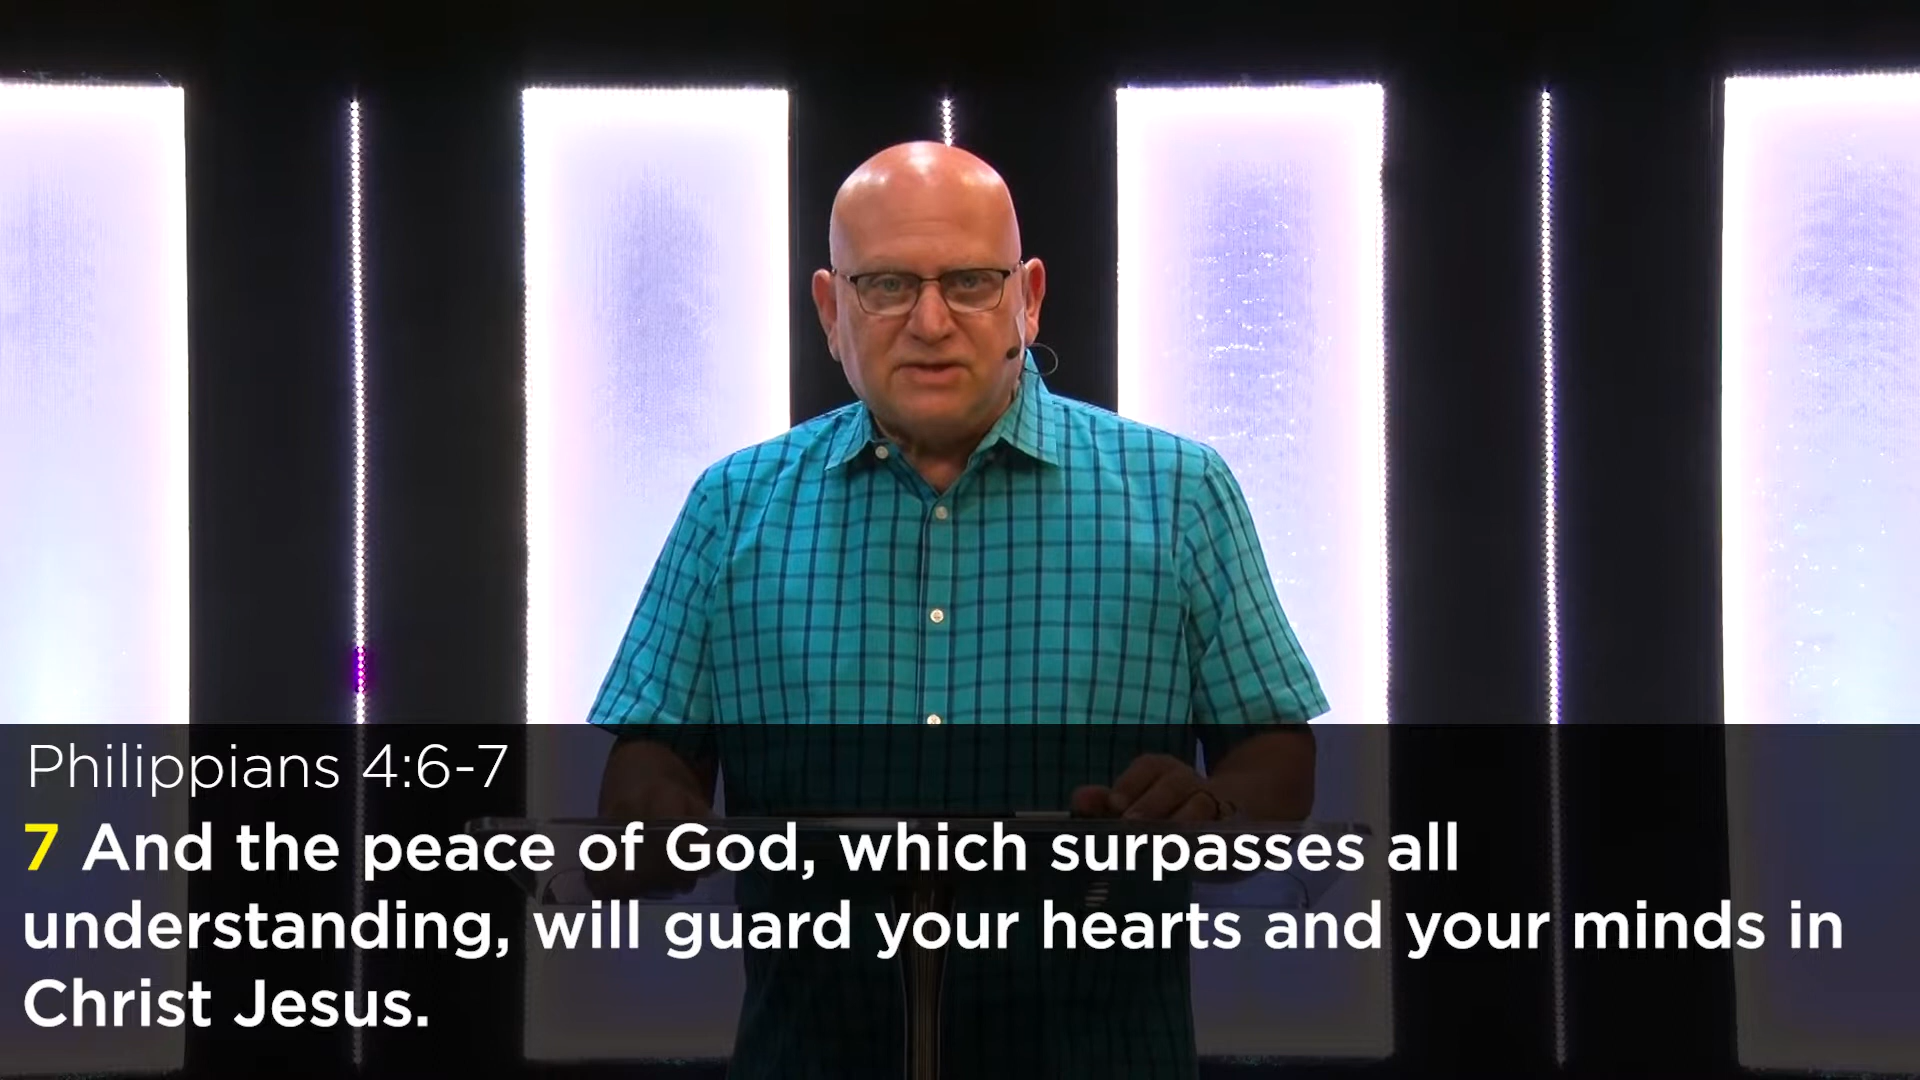 Philippians 4:6-7
7 And the peace of God, which surpasses all
understanding, will guard your hearts and your minds in
Christ Jesus.